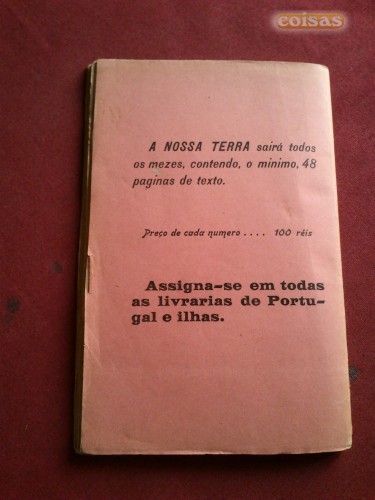 coisas
A NOSSA TERRA sairá todos
os mezes, contendo, o minimo, 48
paginas de texto.
Preço de cada numero . . . . 100 réis
Assigna-se em todas
as livrarias de Portu-
gal e ilhas.